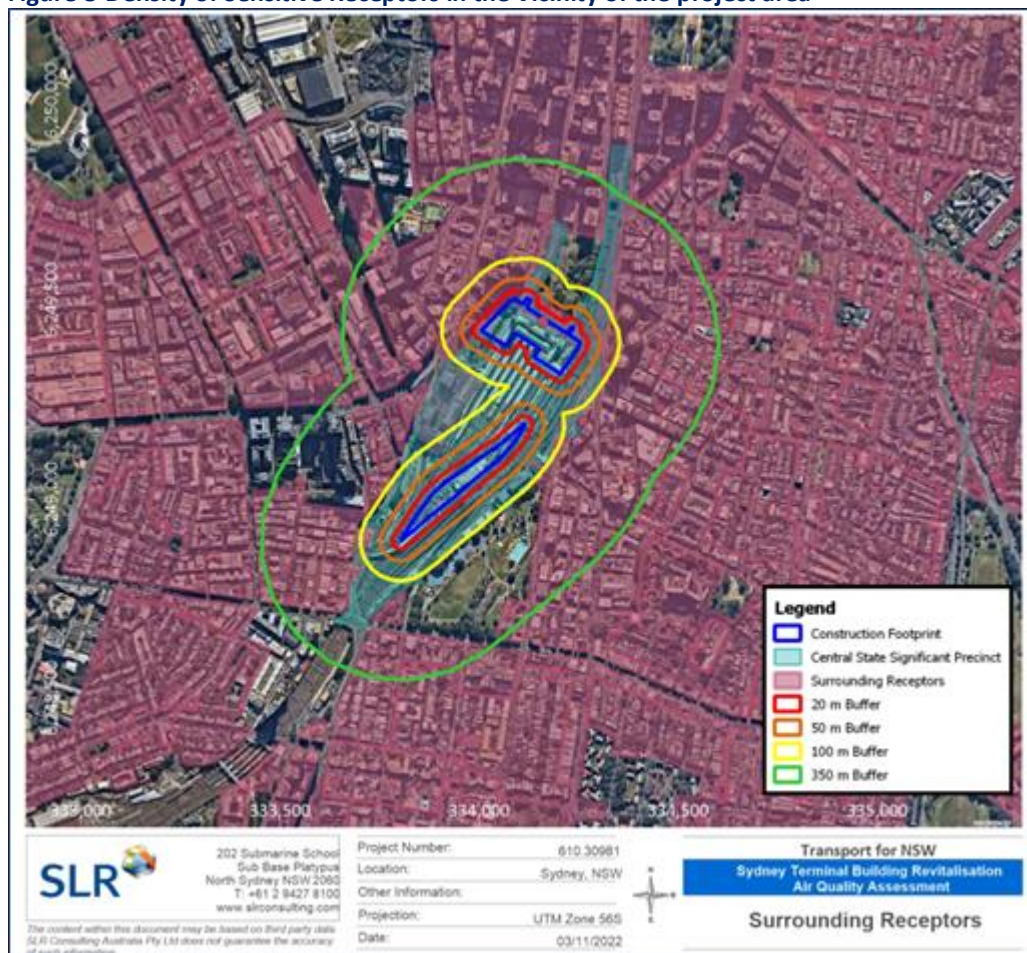 Figure 3 Density of Sensitive Receptors in the vicinity of the project area
6,250,000
6,249,500
6,249,000
333,000
333,500
334,000
334,500
335,000
Legend
Construction Footprint
Central State Significant Precinct
Surrounding Receptors
20 m Buffer
50 m Buffer
100 m Buffer
350 m Buffer
SLR
202 Submarine School
Sub Base Platypus
North Sydney NSW 2060
T: +61 2 9427 8100
www.slrconsulting.com
The content within this document may be based on third party data.
SLR Consulting Australia Pty Ltd does not guarantee the accuracy
of such information.
Project Number: 610.30981
Location: Sydney, NSW
Other Information:
Projection: UTM Zone 56S
Date: 03/11/2022
Transport for NSW
Sydney Terminal Building Revitalisation
Air Quality Assessment
Surrounding Receptors